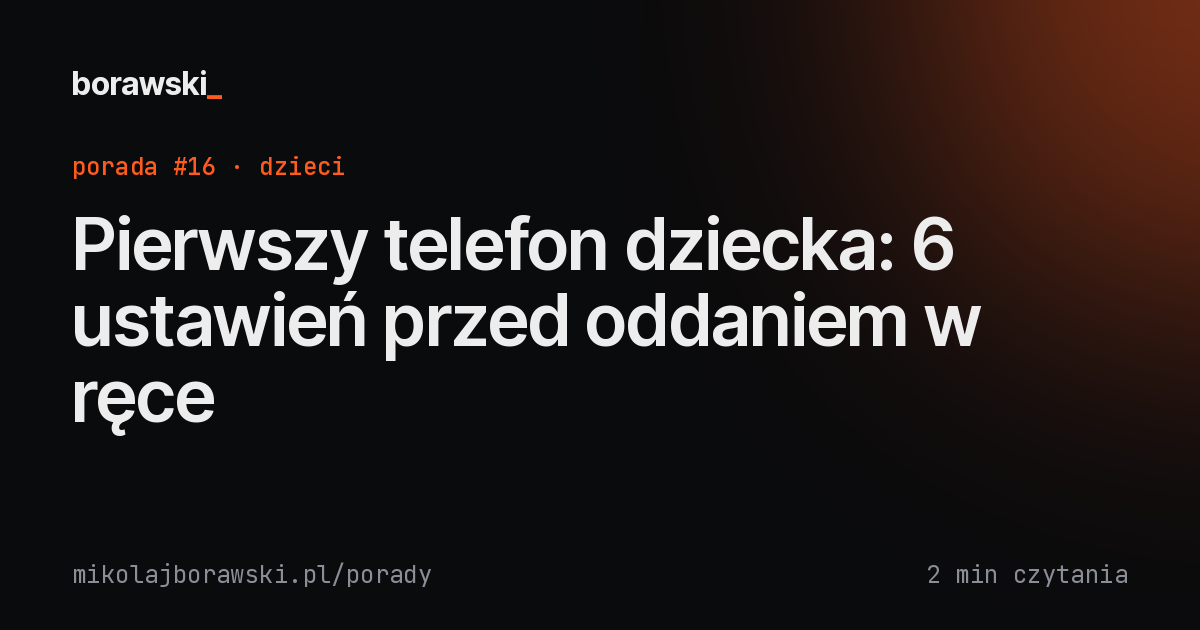 borawski_
porada #16 · dzieci
Pierwszy telefon dziecka: 6
ustawień przed oddaniem w
ręce
mikolajborawski.pl/porady
2 min czytania